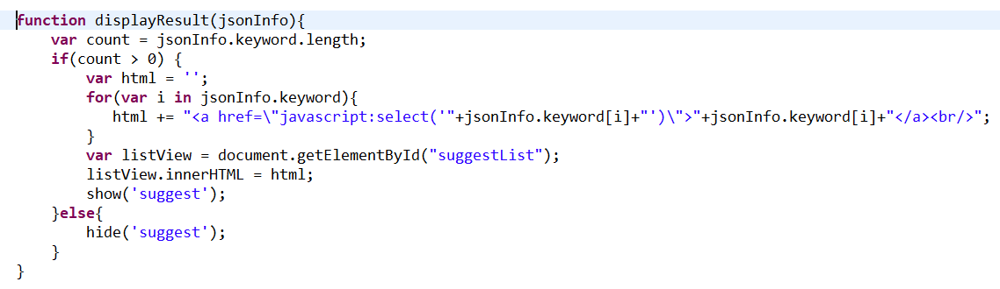 function displayResult(jsonInfo){
    var count = jsonInfo.keyword.length;
    if(count > 0) {
        var html = '';
        for(var i in jsonInfo.keyword){
           html += "<a href=\"javascript:select('"+jsonInfo.keyword[i]+"')\">"+jsonInfo.keyword[i]+"</a><br/>";
        }
        var listView = document.getElementById("suggestList");
        listView.innerHTML = html;
        show('suggest');
    }else{
        hide('suggest');
    }
}